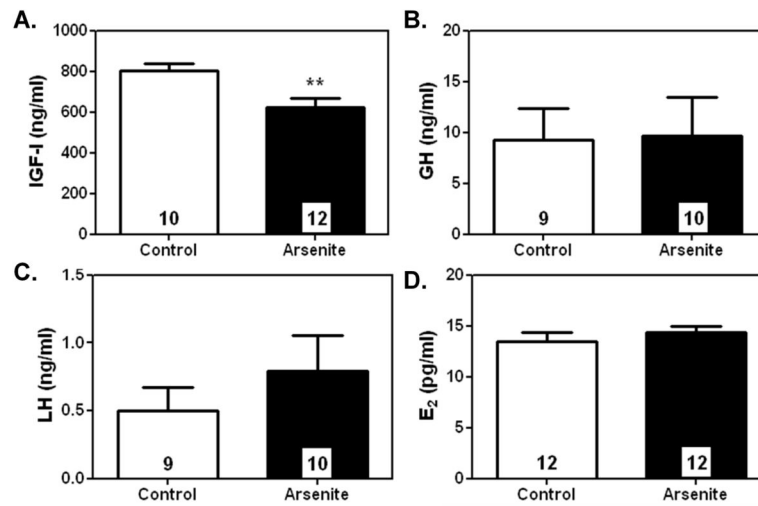 A.
IGF-I (ng/ml)
1000
800
600
400
200
0
**
10
12
Control
Arsenite
B.
GH (ng/ml)
20
15
10
5
0
9
10
Control
Arsenite
C.
LH (ng/ml)
1.5
1.0
0.5
0.0
9
10
Control
Arsenite
D.
E₂ (pg/ml)
20
15
10
5
0
12
12
Control
Arsenite